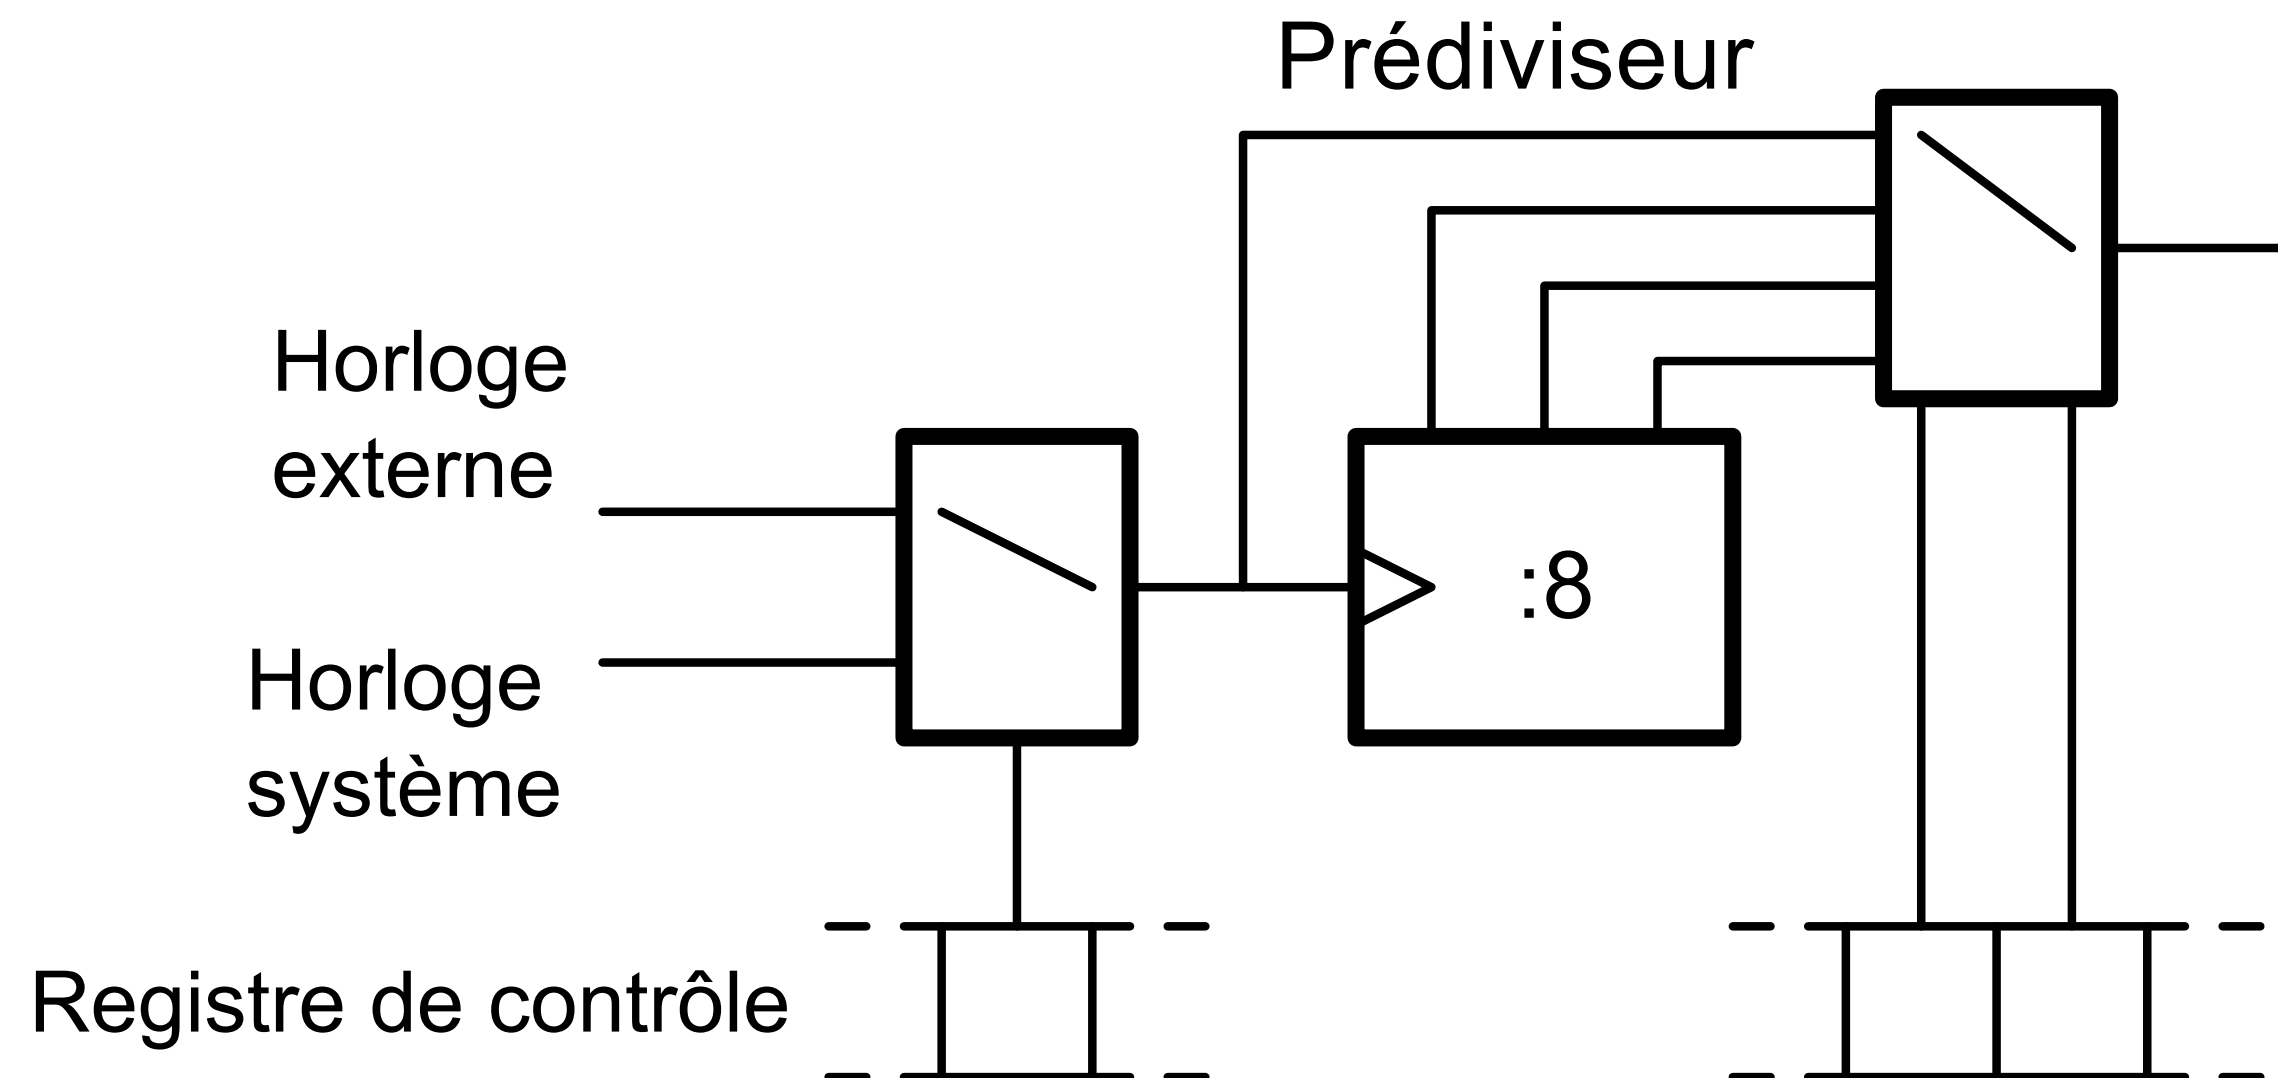 Prédiviseur
Horloge
externe
:8
Horloge
système
Registre de contrôle